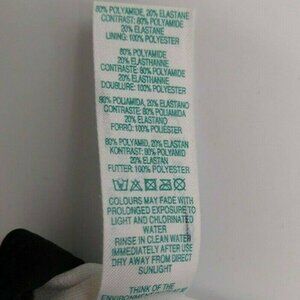 80% POLYAMIDE, 20% ELASTANE
CONTRAST: 80% POLYAMIDE
20% ELASTANE
LINING: 100% POLYESTER
80% POLYAMIDE
20% ELASTHANNE
CONTRASTE: 80% POLYAMIDE
20% ELASTHANNE
DOUBLURE: 100% POLYESTER
80% POLIAMIDA, 20% ELASTANO
CONTRASTE: 80% POLIAMIDA
20% ELASTANO
FORRO: 100% POLIESTER
80% POLYAMID, 20% ELASTAN
KONTRAST: 80% POLYAMID
20% ELASTAN
FUTTER: 100% POLYESTER
COLOURS MAY FADE WITH
PROLONGED EXPOSURE TO
LIGHT AND CHLORINATED
WATER
RINSE IN CLEAN WATER
IMMEDIATELY AFTER USE
DRY AWAY FROM DIRECT
SUNLIGHT
THINK OF THE